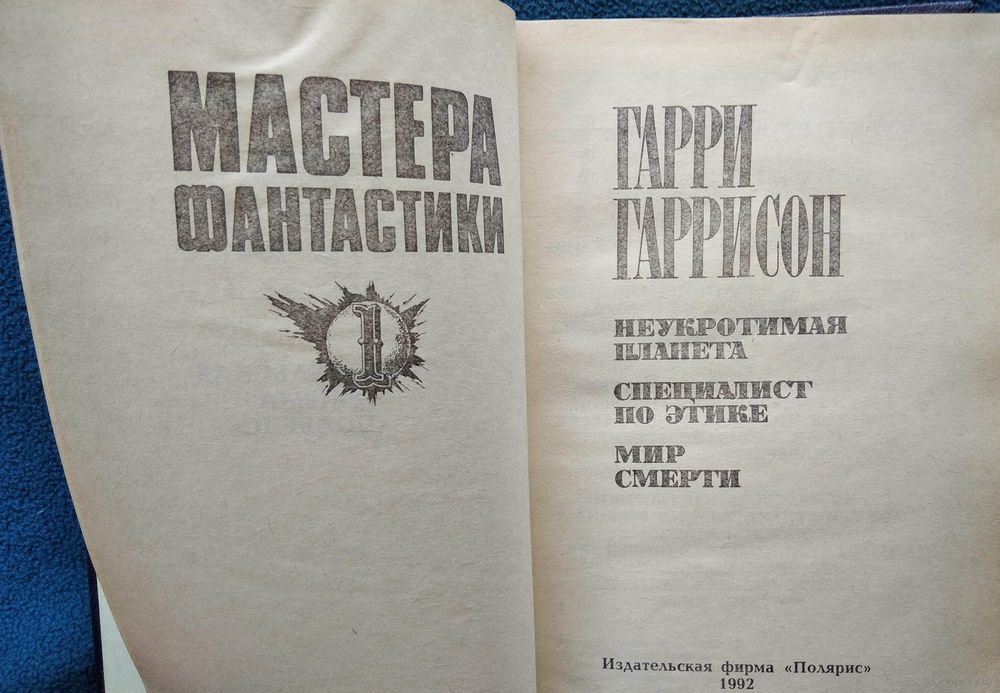 МАСТЕРА
ФАНТАСТИКИ
1
ГАРРИ
ГАРРИСОН
НЕУКРОТИМАЯ
ПЛАНЕТА
СПЕЦИАЛИСТ
ПО ЭТИКЕ
МИР
СМЕРТИ
Издательская фирма «Полярис»
1992